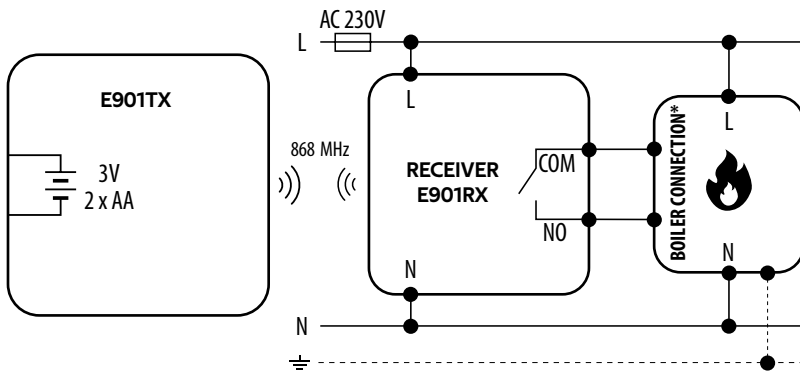 AC 230V
L
E901TX
3V
2 x AA
868 MHz
L
RECEIVER
E901RX
COM
NO
N
BOILER CONNECTION*
L
N
N